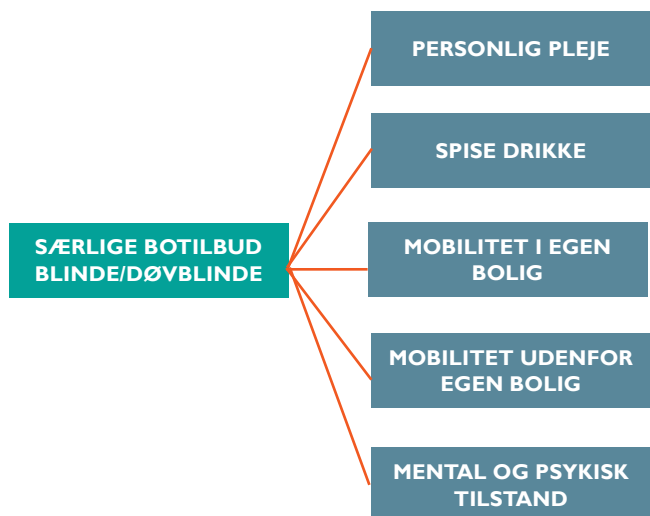 PERSONLIG PLEJE
SPISE DRIKKE
SÆRLIGE BOTILBUD
BLINDE/DØVBLINDE
MOBILITET I EGEN
BOLIG
MOBILITET UDENFOR
EGEN BOLIG
MENTAL OG PSYKISK
TILSTAND